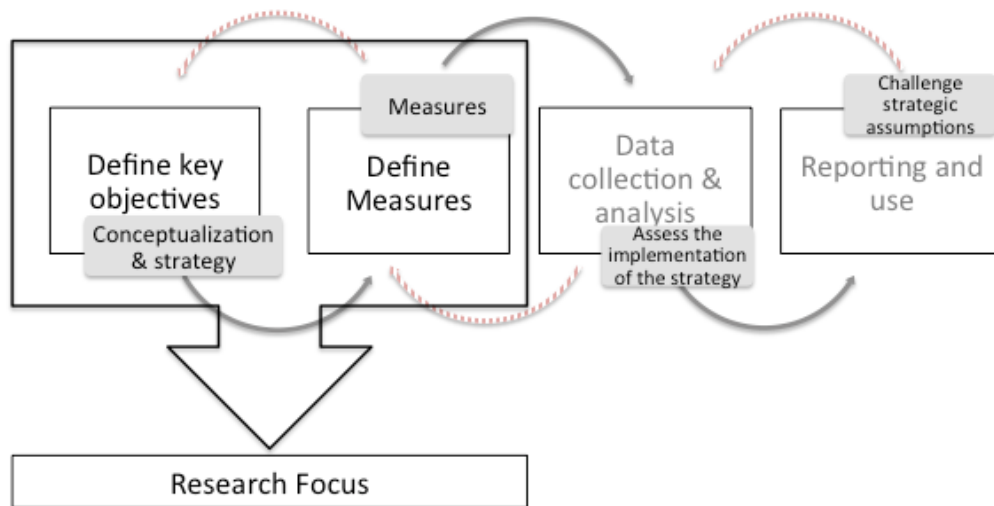 Define key
objectives
Conceptualization
& strategy
Measures
Define
Measures
Data
collection &
analysis
Assess the
implementation
of the strategy
Challenge
strategic
assumptions
Reporting and
use
Research Focus